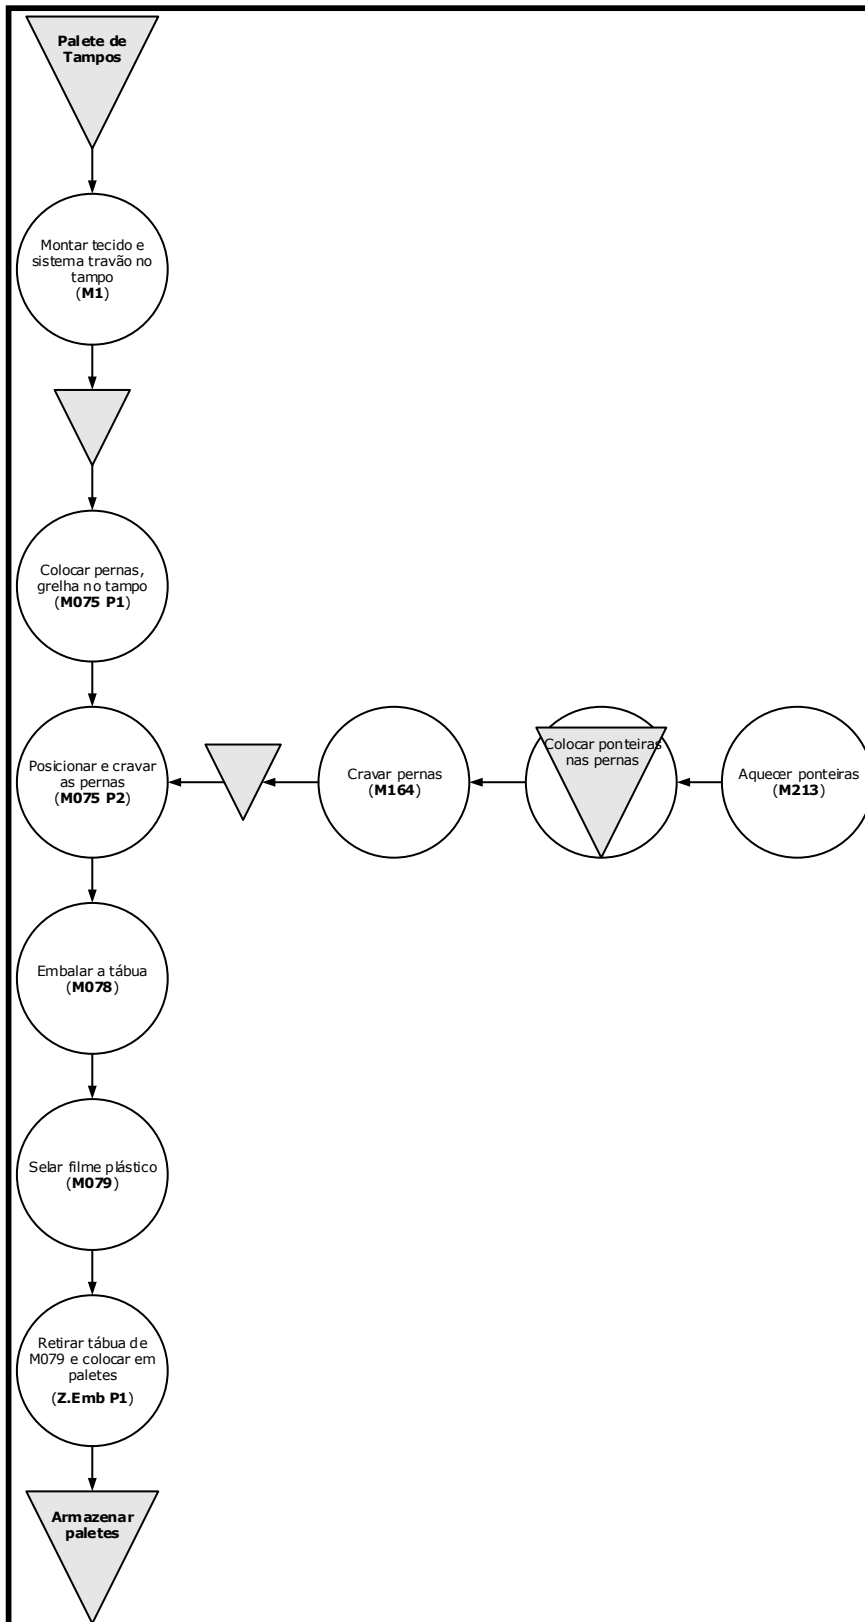 Palete de
Tampos
Montar tecido e
sistema travão no
tampo
(M1)
Colocar pernas,
grelha no tampo
(M075 P1)
Posicionar e cravar
as pernas
(M075 P2)
Cravar pernas
(M164)
Colocar ponteiras
nas pernas
Aquecer ponteiras
(M213)
Embalar a tábua
(M078)
Selar filme plástico
(M079)
Retirar tábua de
M079 e colocar em
paletes
(Z.Emb P1)
Armazenar
paletes